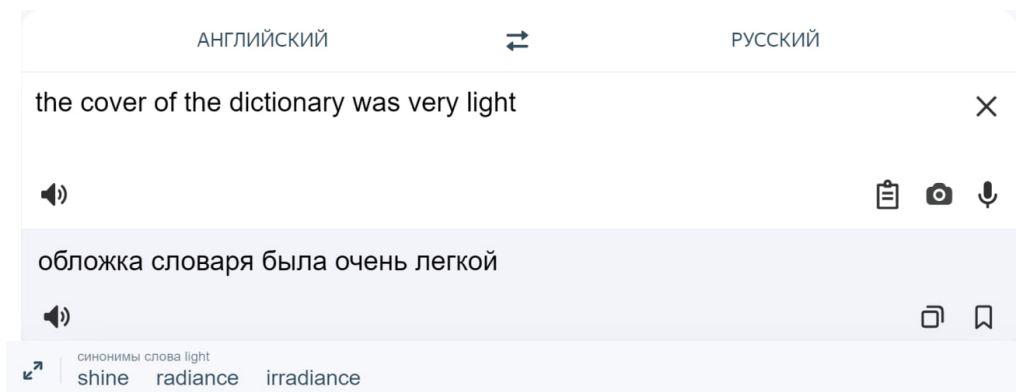 АНГЛИЙСКИЙ РУССКИЙ
the cover of the dictionary was very light
обложка словаря была очень легкой
синонимы слова light
shine radiance irradiance